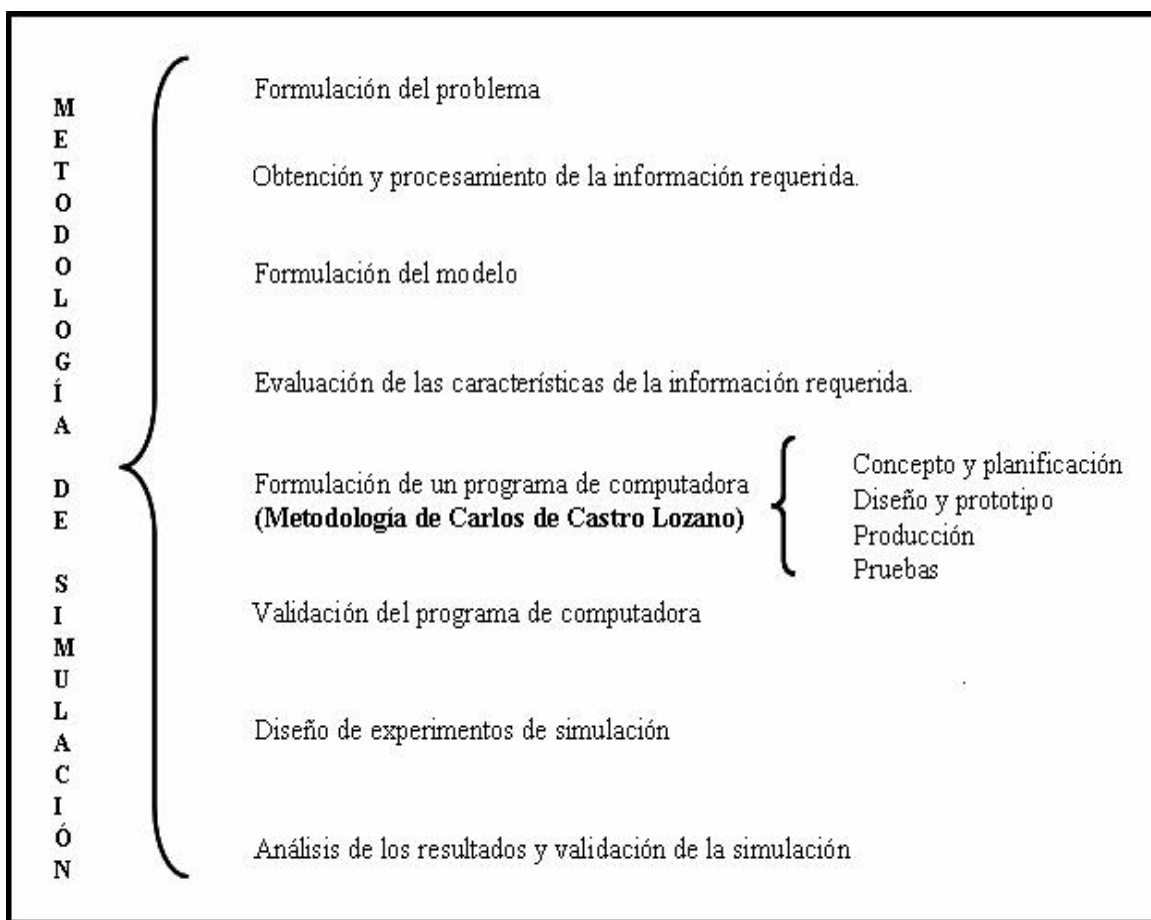 METODOLOGÍA DE SIMULACIÓN
Formulación del problema
Obtención y procesamiento de la información requerida.
Formulación del modelo
Evaluación de las característícas de la información requerida.
Formulación de un programa de computadora
(Metodología de Carlos de Castro Lozano)
Concepto y planificación
Diseño y prototipo
Producción
Pruebas
Validación del programa de computadora
Diseño de experimentos de simulación
Análisis de los resultados y validación de la simulación